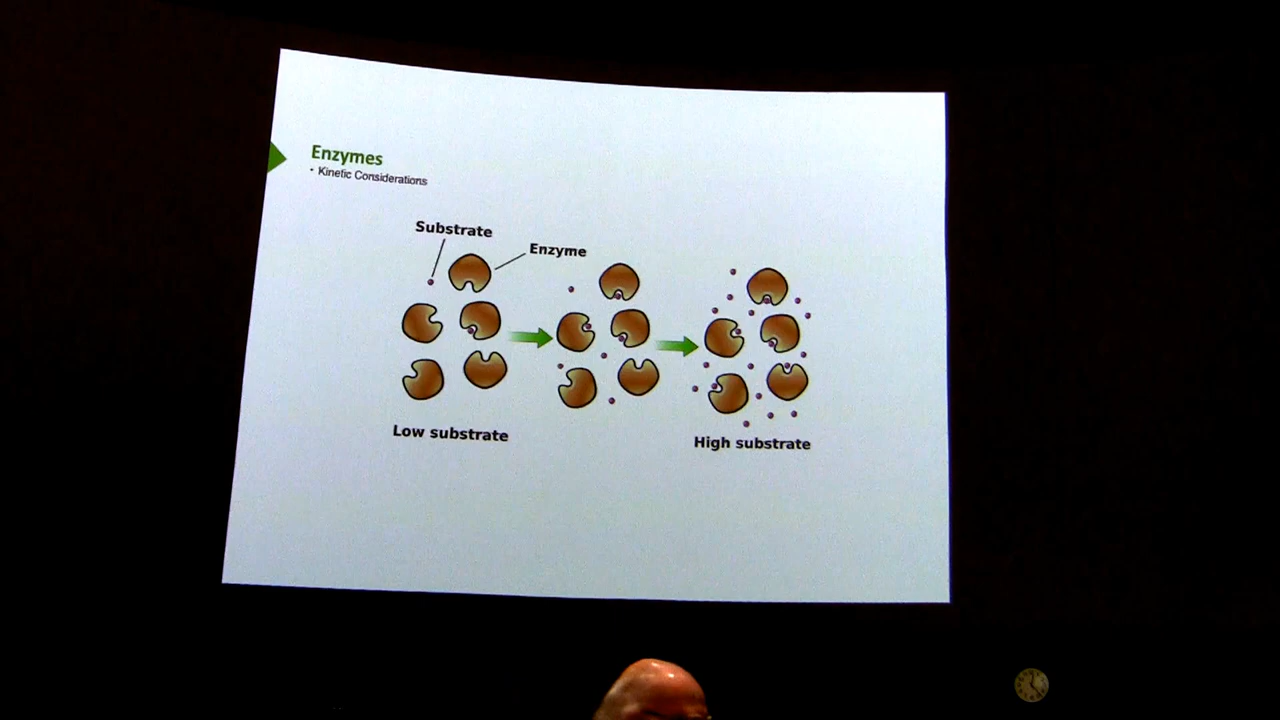 Enzymes
• Kinetic Considerations
Substrate
Enzyme
Low substrate
High substrate